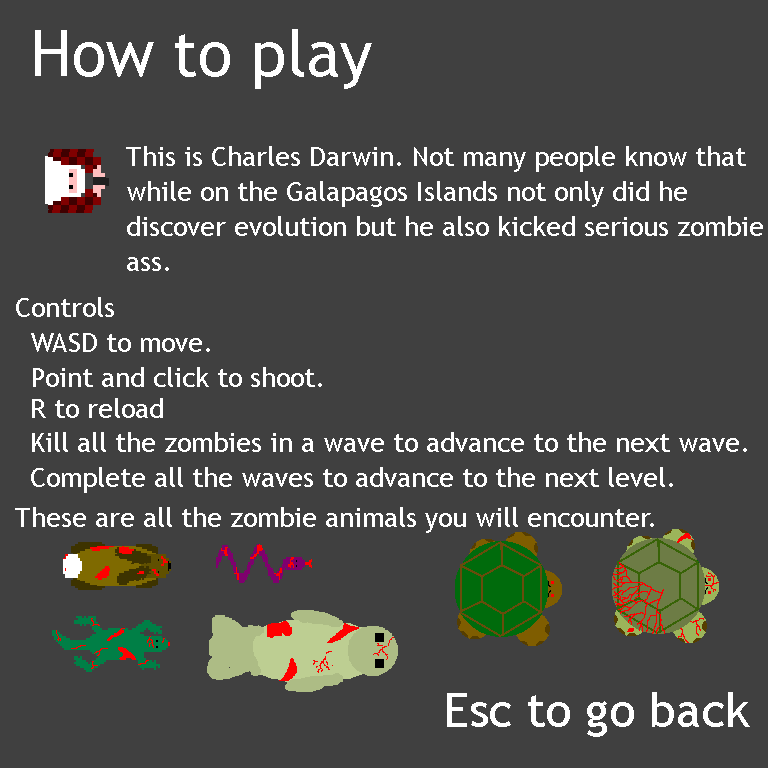 How to play
This is Charles Darwin. Not many people know that
while on the Galapagos Islands not only did he
discover evolution but he also kicked serious zombie
ass.
Controls
WASD to move.
Point and click to shoot.
R to reload
Kill all the zombies in a wave to advance to the next wave.
Complete all the waves to advance to the next level.
These are all the zombie animals you will encounter.
Esc to go back